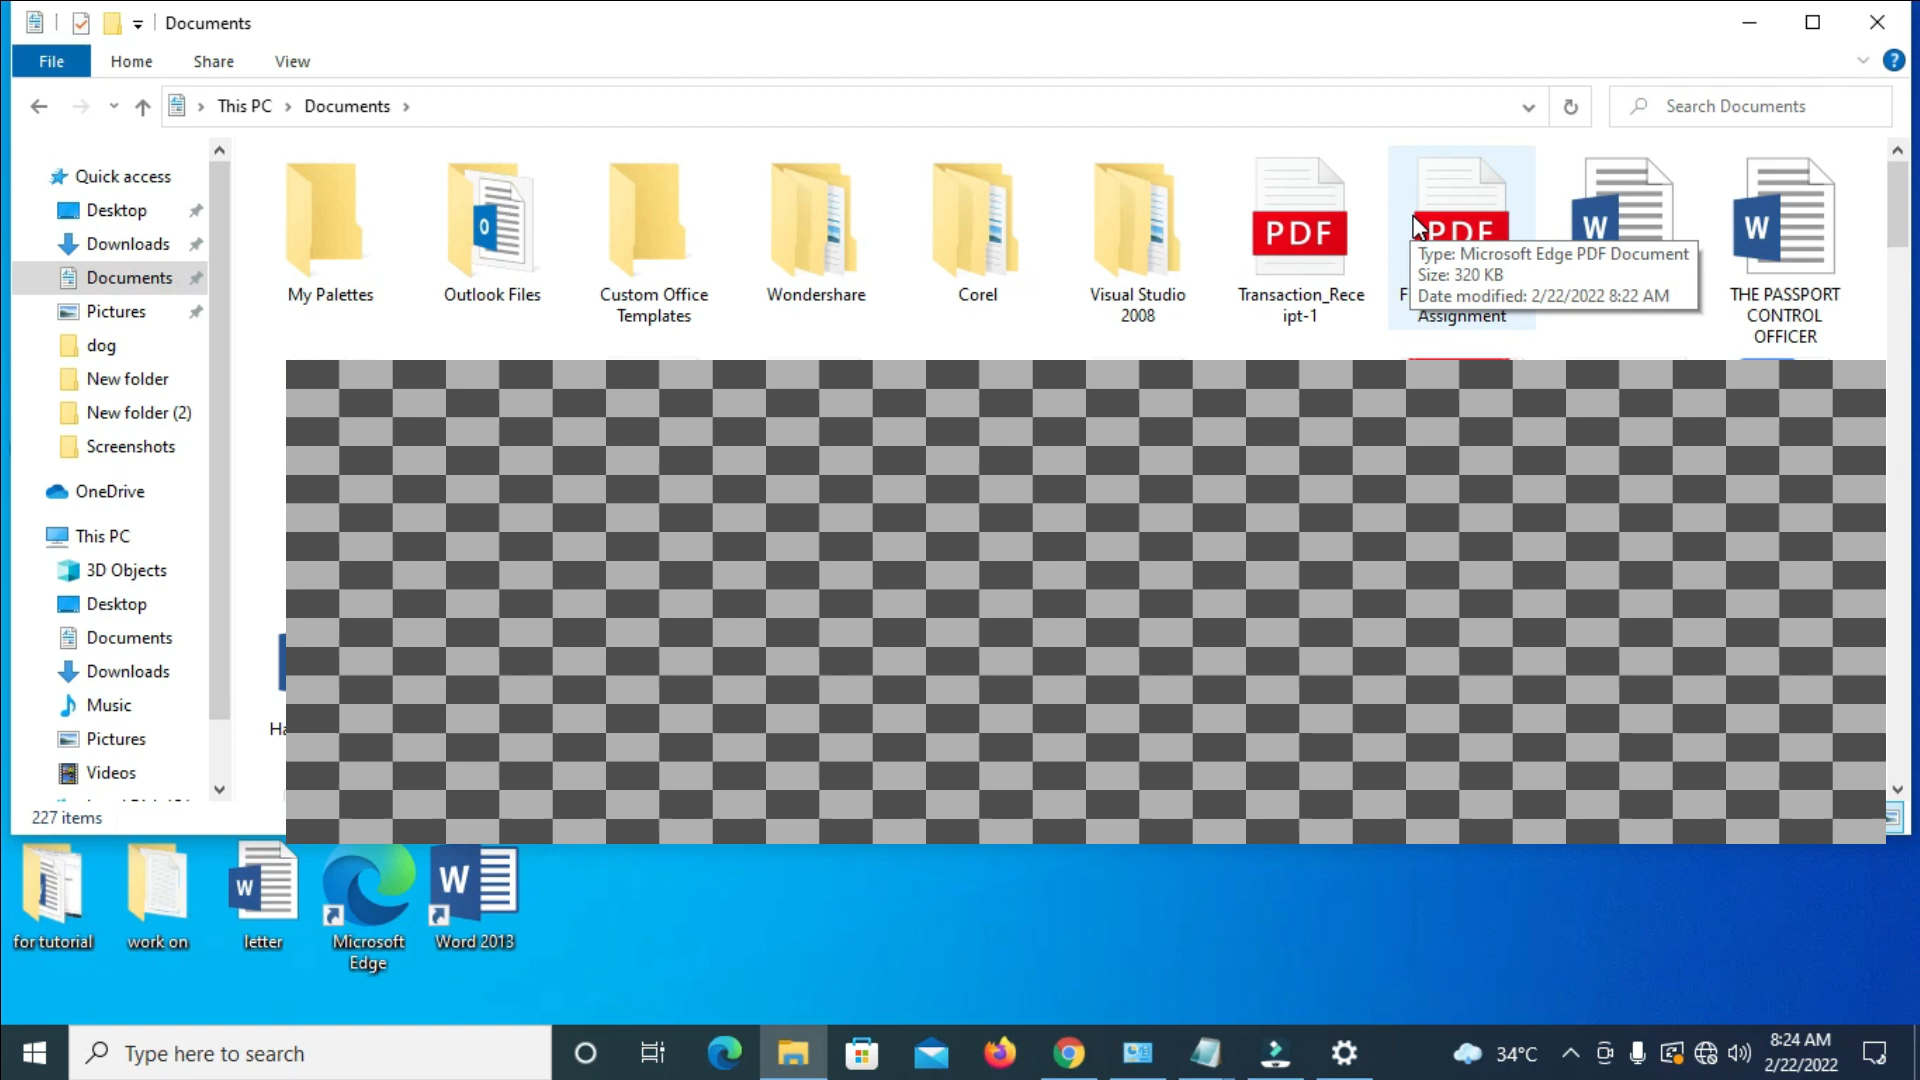 Documents
File
Home
Share
View
This PC
Documents
Search Documents
Quick access
Desktop
Downloads
Documents
Pictures
dog
New folder
New folder (2)
Screenshots
OneDrive
This PC
3D Objects
Desktop
Documents
Downloads
Music
Pictures
Videos
My Palettes
Outlook Files
Custom Office
Templates
Wondershare
Corel
Visual Studio
2008
PDF
Transaction_Rece
ipt-1
PDF
Assignment
Type: Microsoft Edge PDF Document
Size: 320 KB
Date modified: 2/22/2022 8:22 AM
W
W
THE PASSPORT
CONTROL
OFFICER
227 items
for tutorial
work on
W
letter
Microsoft
Edge
W
Word 2013
Type here to search
34°C
8:24 AM
2/22/2022